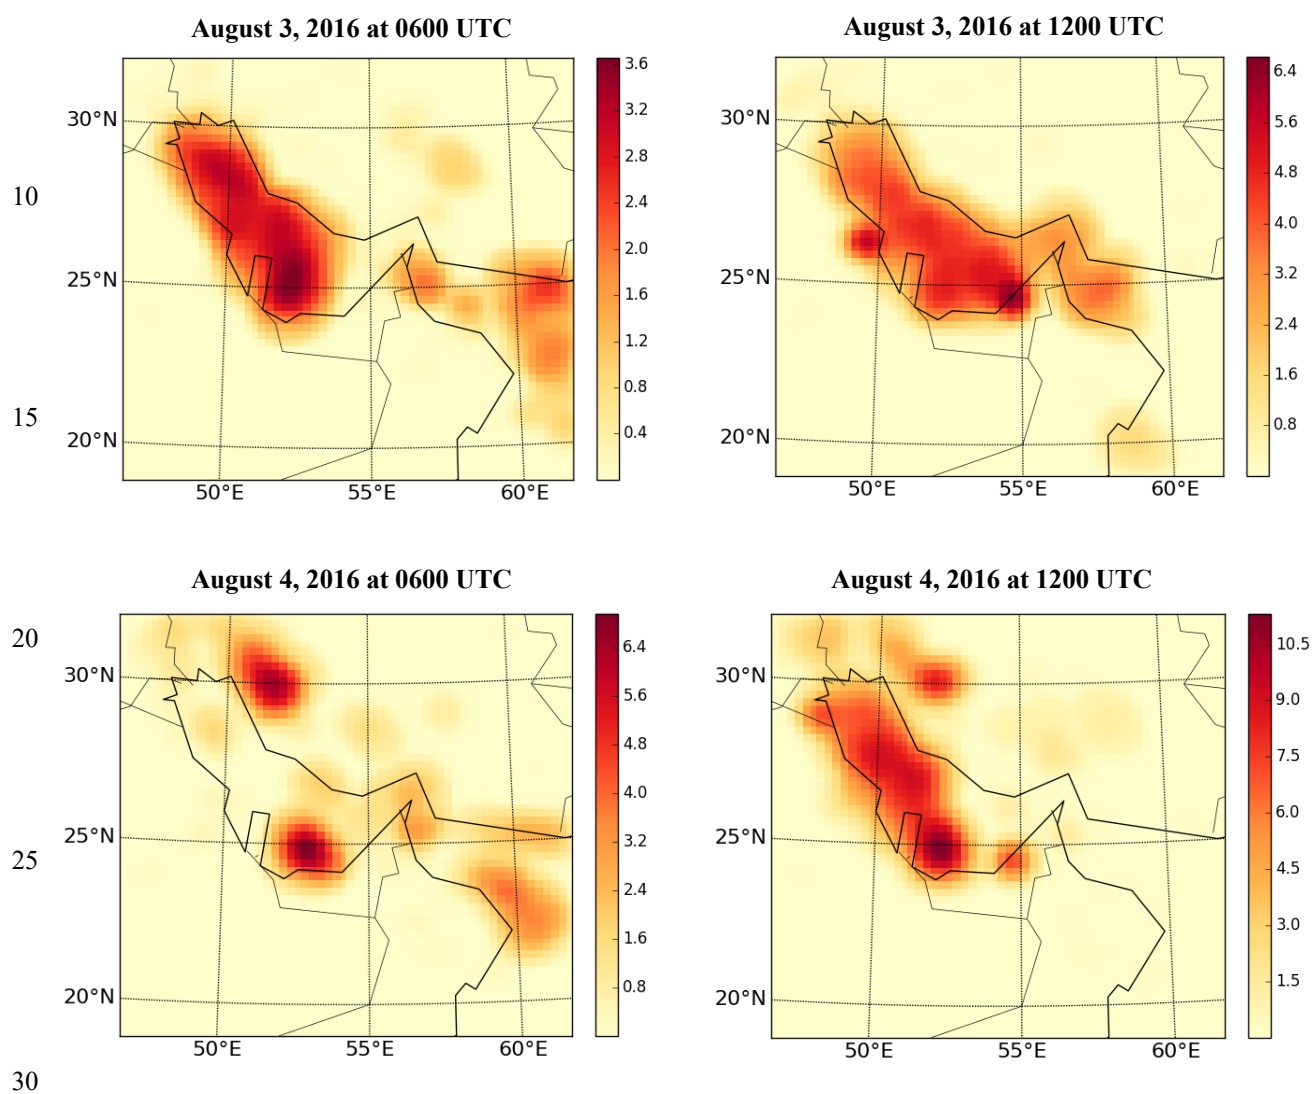 August 3, 2016 at 0600 UTC
August 3, 2016 at 1200 UTC
30°N
25°N
20°N
50°E 55°E 60°E
3.6
3.2
2.8
2.4
2.0
1.6
1.2
0.8
0.4
30°N
25°N
20°N
50°E 55°E 60°E
6.4
5.6
4.8
4.0
3.2
2.4
1.6
0.8
10
15
August 4, 2016 at 0600 UTC
August 4, 2016 at 1200 UTC
30°N
25°N
20°N
50°E 55°E 60°E
6.4
5.6
4.8
4.0
3.2
2.4
1.6
0.8
30°N
25°N
20°N
50°E 55°E 60°E
10.5
9.0
7.5
6.0
4.5
3.0
1.5
20
25
30